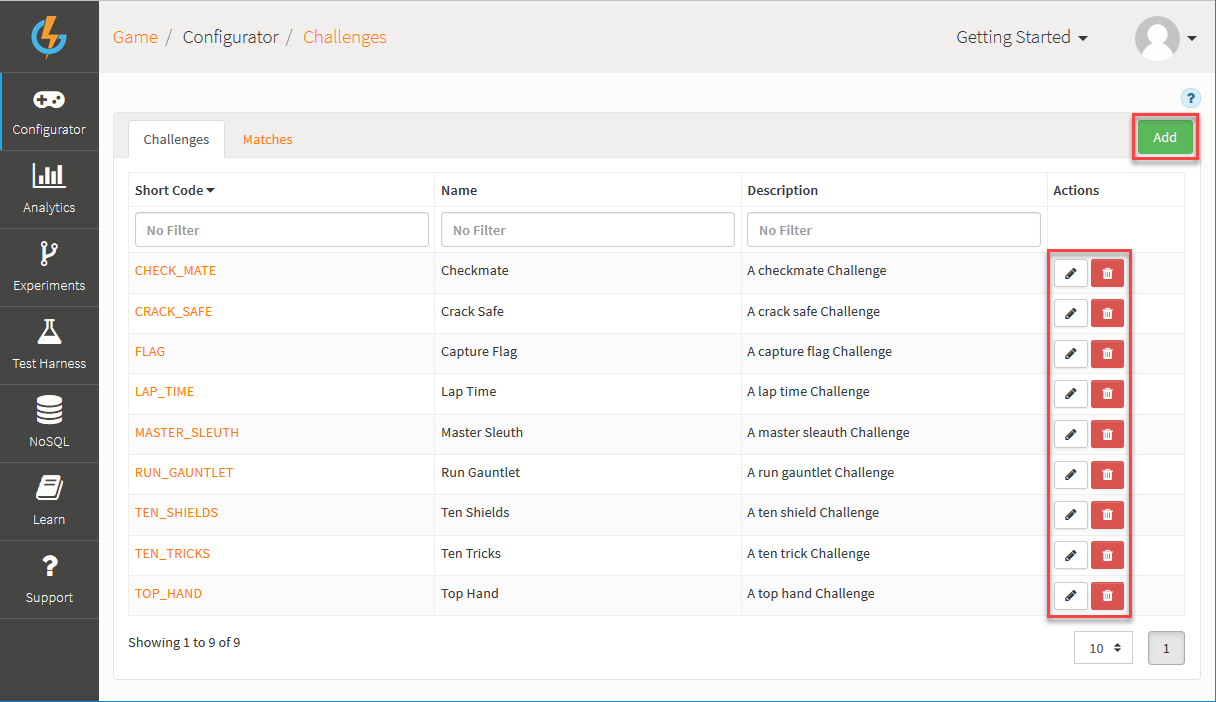 Game / Configurator / Challenges
Getting Started
Configurator
Analytics
Experiments
Test Harness
NoSQL
Learn
?
Support
?
Challenges Matches
Add
Short Code Name Description Actions
No Filter No Filter No Filter
CHECK_MATE Checkmate A checkmate Challenge
CRACK_SAFE Crack Safe A crack safe Challenge
FLAG Capture Flag A capture flag Challenge
LAP_TIME Lap Time A lap time Challenge
MASTER_SLEUTH Master Sleuth A master sleauth Challenge
RUN_GAUNTLET Run Gauntlet A run gauntlet Challenge
TEN_SHIELDS Ten Shields A ten shield Challenge
TEN_TRICKS Ten Tricks A ten trick Challenge
TOP_HAND Top Hand A top hand Challenge
Showing 1 to 9 of 9
10 1